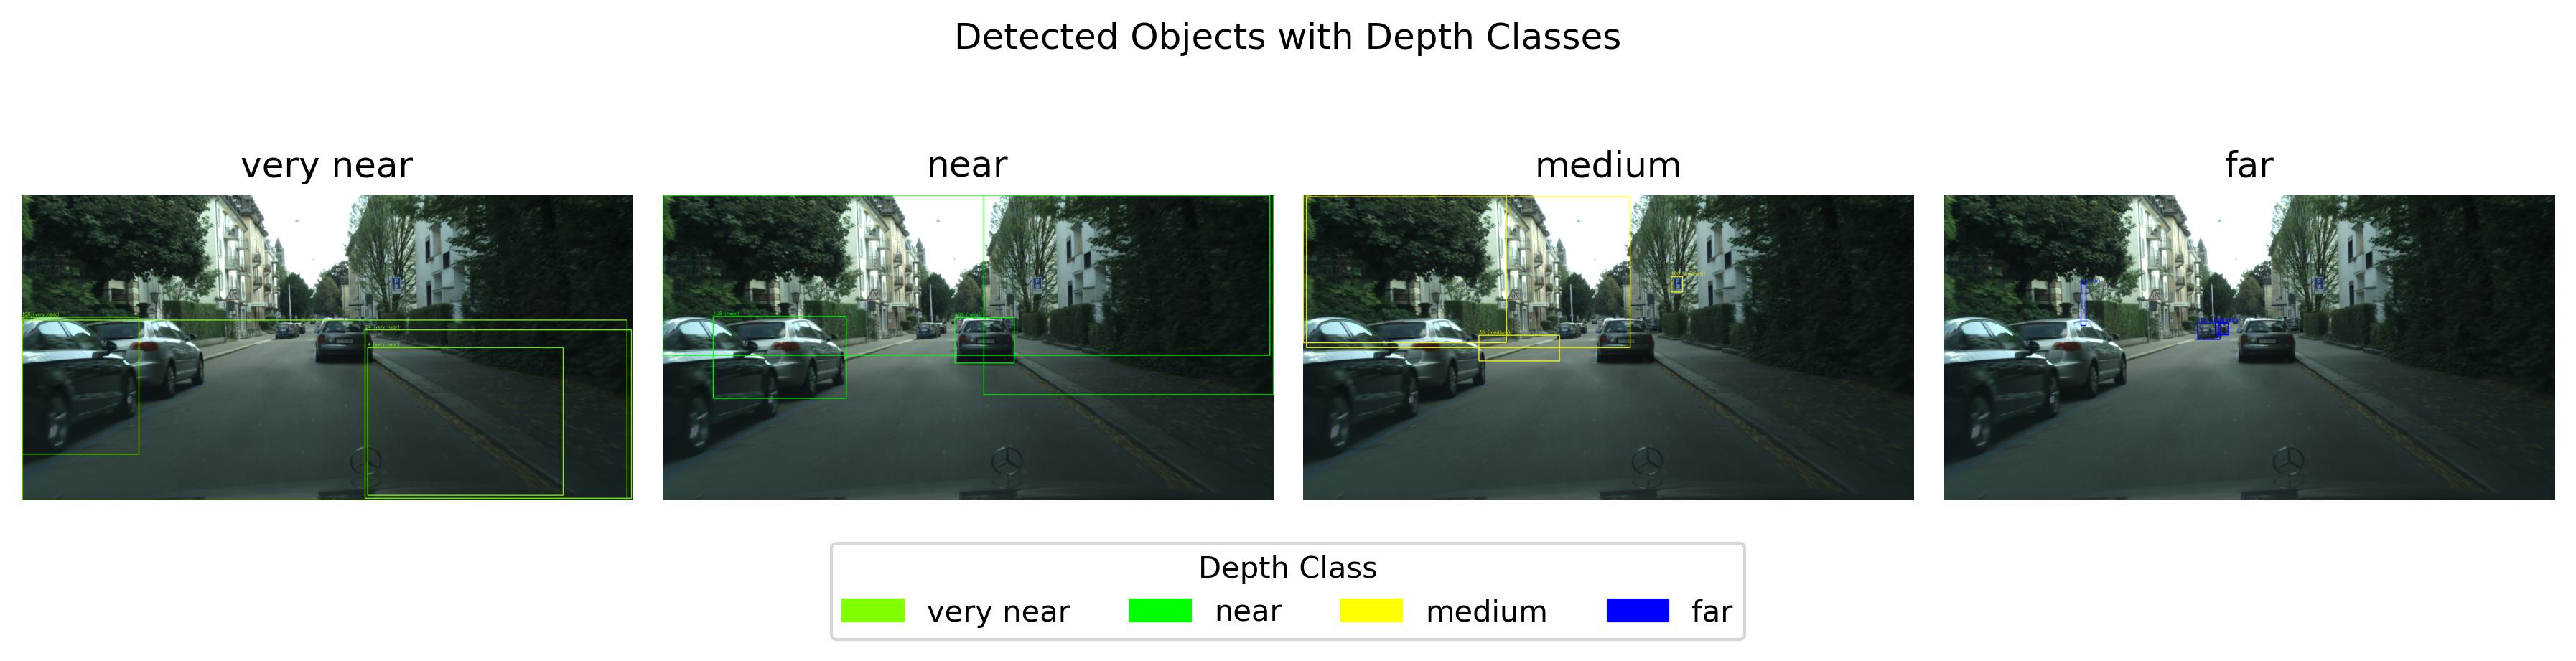 Detected Objects with Depth Classes
very near
near
medium
far
Depth Class
very near
near
medium
far